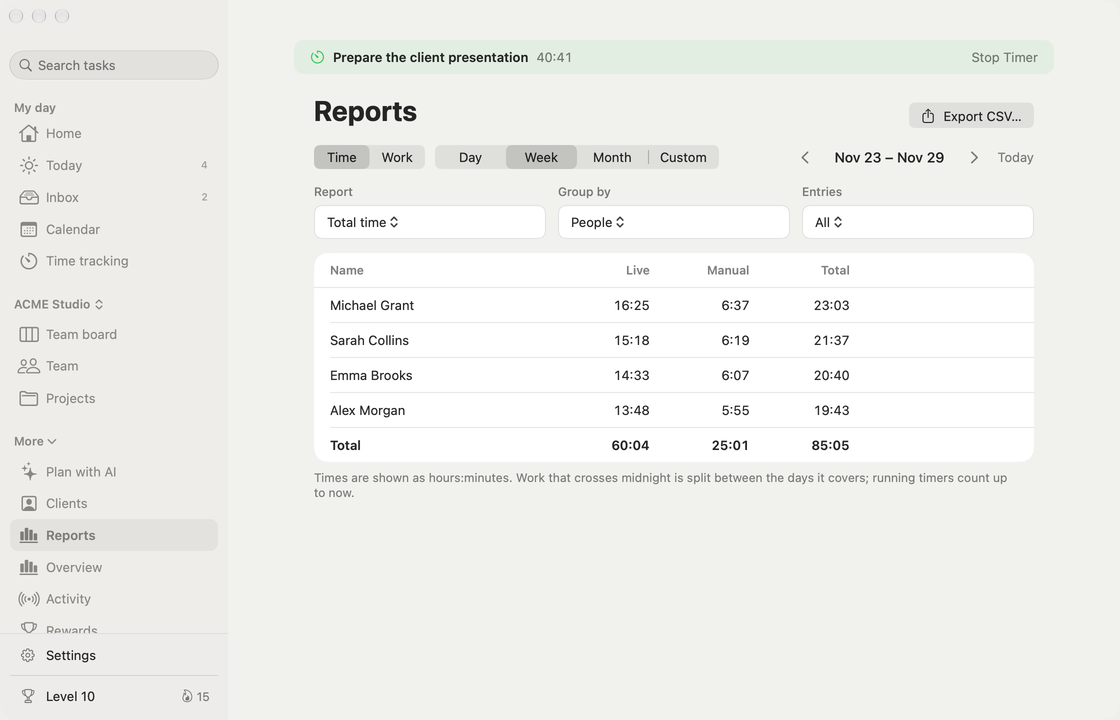 Search tasks
My day
Home
Today 4
Inbox 2
Calendar
Time tracking
ACME Studio
Team board
Team
Projects
More
Plan with AI
Clients
Reports
Overview
Activity
Rewards
Settings
Level 10 15
Prepare the client presentation 40:41 Stop Timer
Reports
Export CSV...
Time Work Day Week Month Custom Nov 23 – Nov 29 Today
Report Group by Entries
Total time People All
Name Live Manual Total
Michael Grant 16:25 6:37 23:03
Sarah Collins 15:18 6:19 21:37
Emma Brooks 14:33 6:07 20:40
Alex Morgan 13:48 5:55 19:43
Total 60:04 25:01 85:05
Times are shown as hours:minutes. Work that crosses midnight is split between the days it covers; running timers count up
to now.